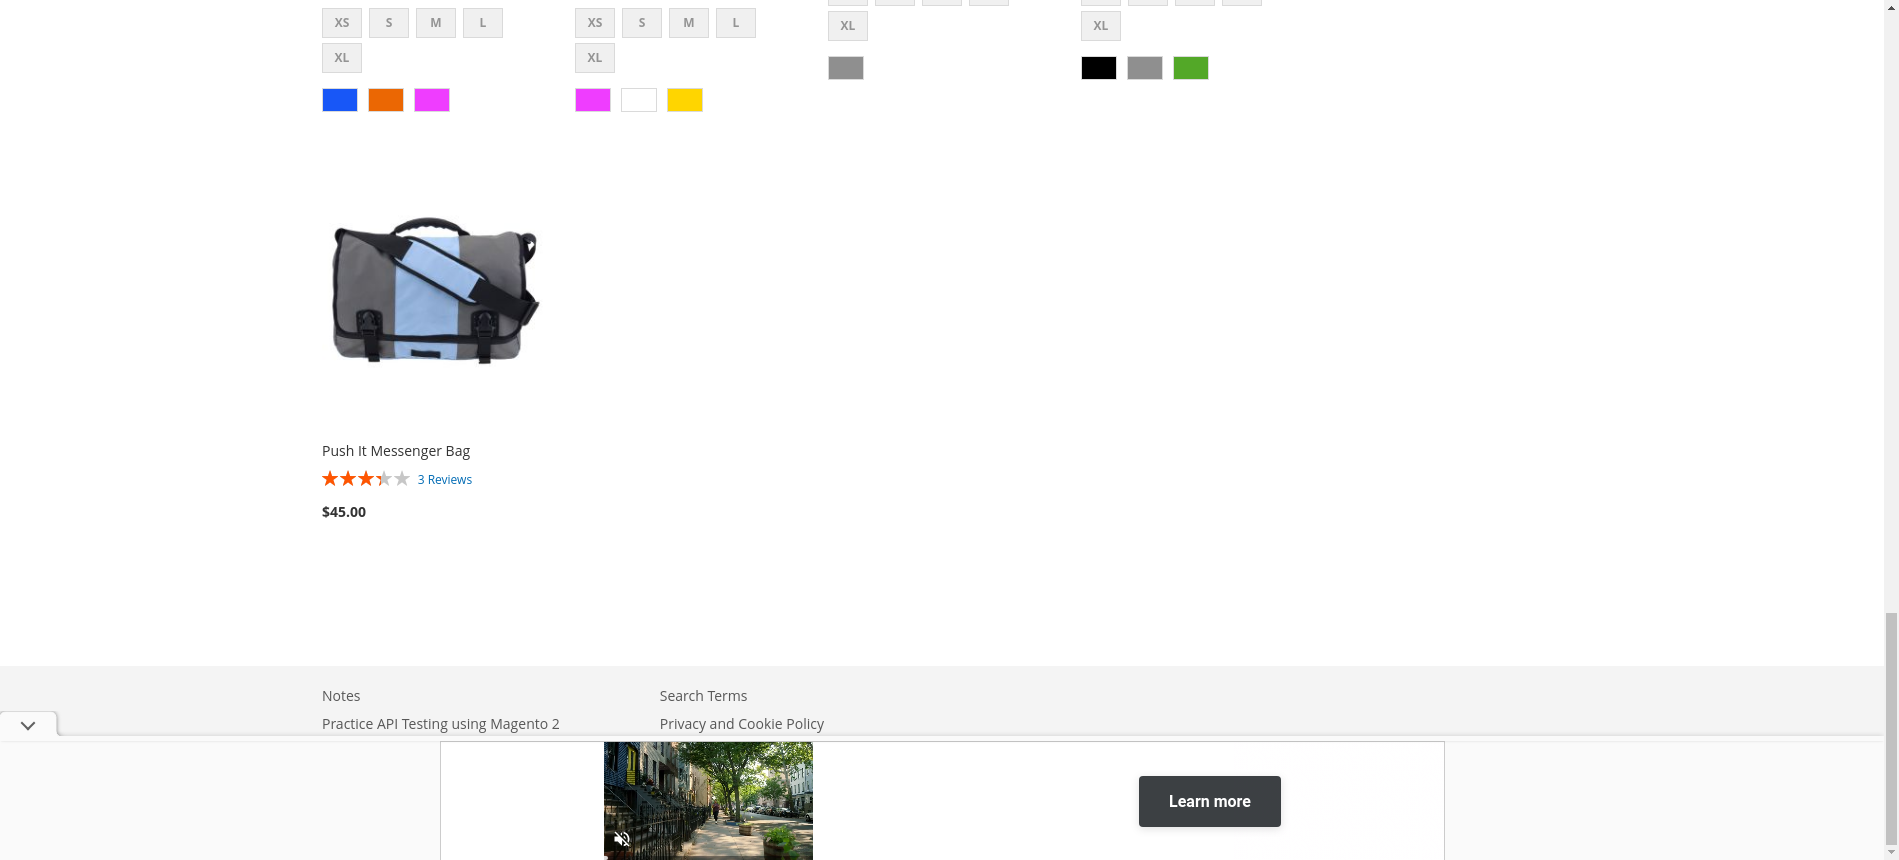 XS S M L
XL
XS S M L
XL
XL
XL
Push It Messenger Bag
3 Reviews
$45.00
Notes
Practice API Testing using Magento 2
Search Terms
Privacy and Cookie Policy
Learn more